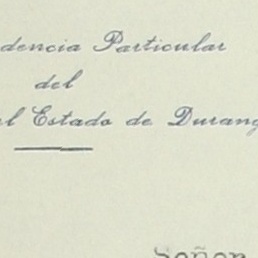 dencia Particular
del
l Estado de Durang
Señor